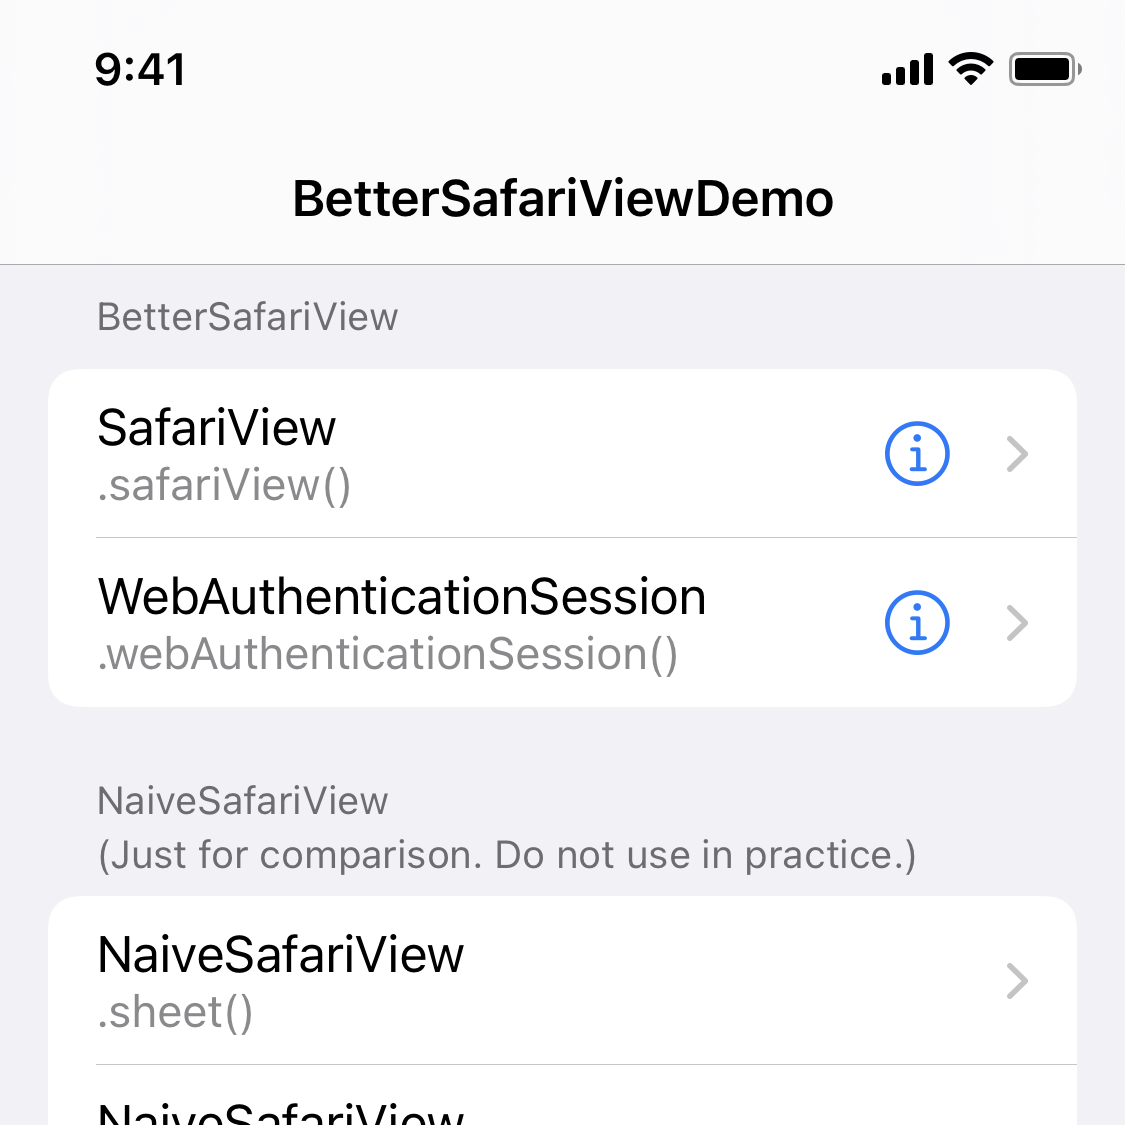 9:41
BetterSafariViewDemo
BetterSafariView
SafariView
.safariView()
WebAuthenticationSession
.webAuthenticationSession()
NaiveSafariView
(Just for comparison. Do not use in practice.)
NaiveSafariView
.sheet()
NaiveSafariView